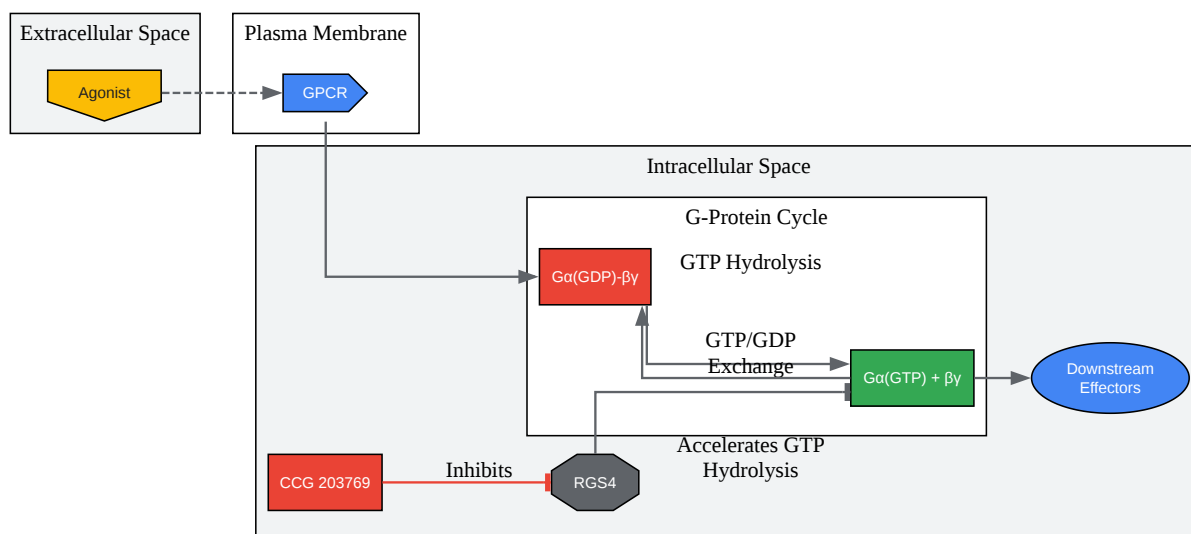 Extracellular Space
Plasma Membrane
Agonist
GPCR
Intracellular Space
G-Protein Cycle
GTP Hydrolysis
Gα(GDP)-βγ
GTP/GDP
Exchange
Gα(GTP) + βγ
Downstream
Effectors
Accelerates GTP
Hydrolysis
Inhibits
CCG 203769
RGS4